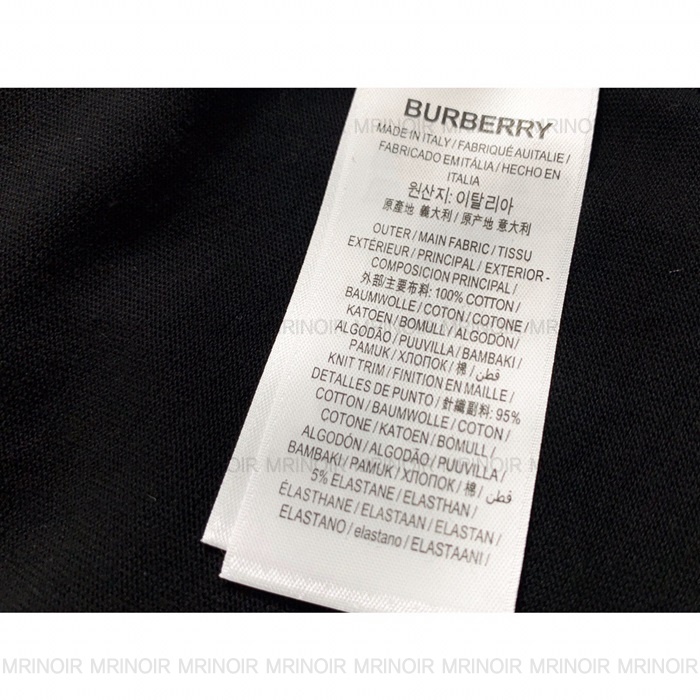 BURBERRY
MADE IN ITALY / FABRIQUÉ AUITALIE /
FABRICADO EM ITÁLIA / HECHO EN
ITALIA
원산지: 이탈리아
原產地 義大利 / 原产地 意大利
OUTER / MAIN FABRIC / TISSU
EXTÉRIEUR / PRINCIPAL / EXTERIOR -
COMPOSICION PRINCIPAL /
外部/主要布料: 100% COTTON /
BAUMWOLLE / COTON / COTONE /
KATOEN / BOMULL / ALGODÓN/
ALGODÃO / PUUVILLA / BAMBAKI /
PAMUK / ХЛОПОК / 棉 / قطن /
KNIT TRIM / FINITION EN MAILLE /
DETALLES DE PUNTO / 針織副料: 95%
COTTON / BAUMWOLLE / COTON /
COTONE / KATOEN / BOMULL /
ALGODÓN / ALGODÃO / PUUVILLA /
BAMBAKI / PAMUK / ХЛОПОК / 棉 / قطن
5% ELASTANE / ELASTHAN /
ÉLASTHANE / ELASTAAN / ELASTAN /
ELASTANO / elastano / ELASTAANI /
MRINOIR MRINOIR MRINOIR MRINOIR MRINOIR MRINOIR MRINOIR MRINOIR